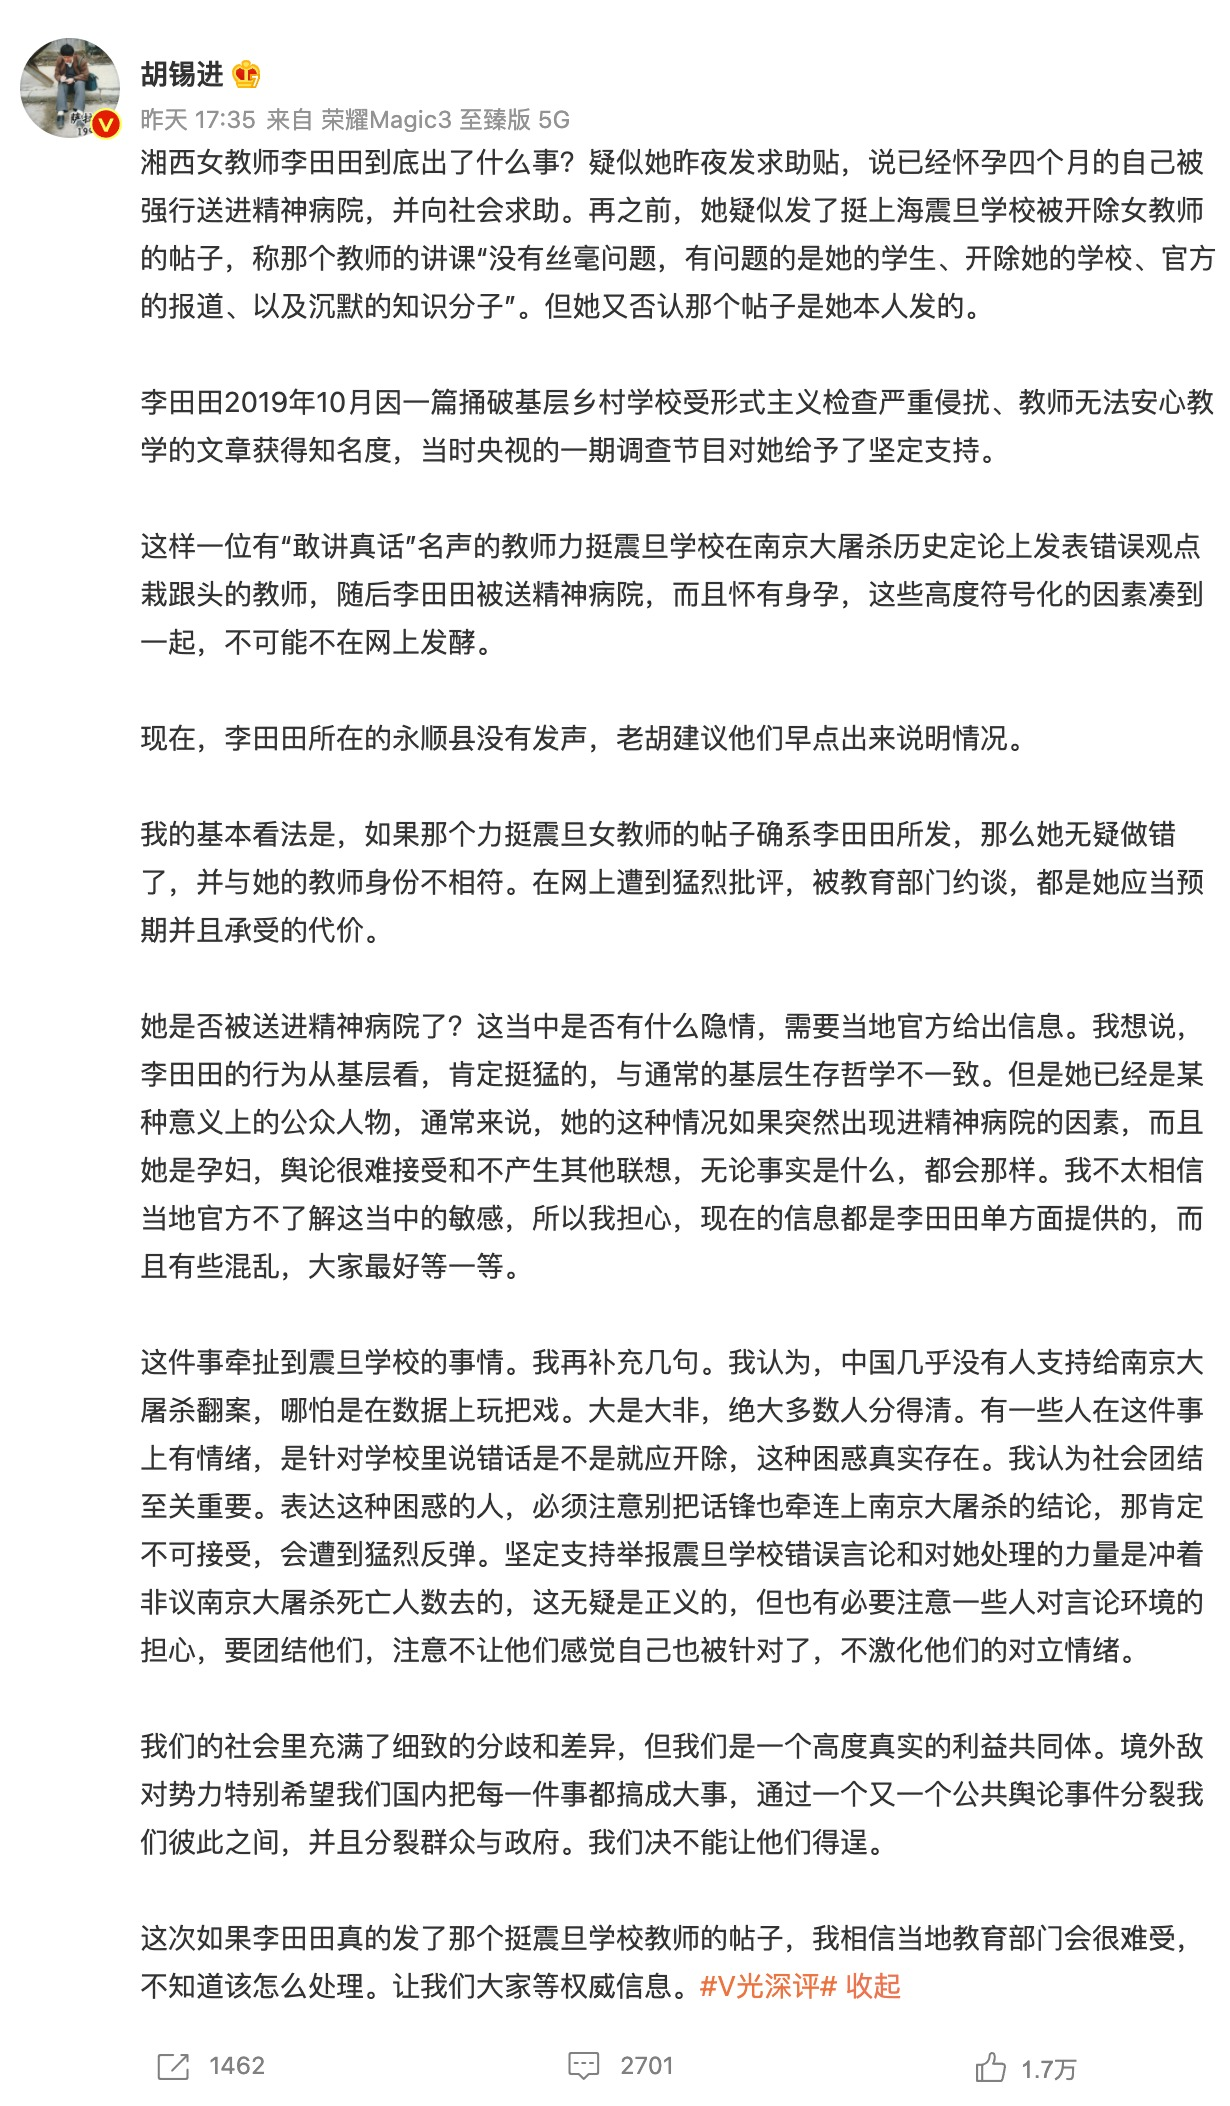 胡锡进
昨天 17:35 来自 荣耀Magic3 至臻版 5G
湘西女教师李田田到底出了什么事？疑似她昨夜发求助贴，说已经怀孕四个月的自己被
强行送进精神病院，并向社会求助。再之前，她疑似发了挺上海震旦学校被开除女教师
的帖子，称那个教师的讲课“没有丝毫问题，有问题的是她的学生、开除她的学校、官方
的报道、以及沉默的知识分子”。但她又否认那个帖子是她本人发的。
李田田2019年10月因一篇捅破基层乡村学校受形式主义检查严重侵扰、教师无法安心教
学的文章获得知名度，当时央视的一期调查节目对她给予了坚定支持。
这样一位有“敢讲真话”名声的教师力挺震旦学校在南京大屠杀历史定论上发表错误观点
栽跟头的教师，随后李田田被送精神病院，而且怀有身孕，这些高度符号化的因素凑到
一起，不可能不在网上发酵。
现在，李田田所在的永顺县没有发声，老胡建议他们早点出来说明情况。
我的基本看法是，如果那个力挺震旦女教师的帖子确系李田田所发，那么她无疑做错
了，并与她的教师身份不相符。在网上遭到猛烈批评，被教育部门约谈，都是她应当预
期并且承受的代价。
她是否被送进精神病院了？这当中是否有什么隐情，需要当地官方给出信息。我想说，
李田田的行为从基层看，肯定挺猛的，与通常的基层生存哲学不一致。但是她已经是某
种意义上的公众人物，通常来说，她的这种情况如果突然出现进精神病院的因素，而且
她是孕妇，舆论很难接受和不产生其他联想，无论事实是什么，都会那样。我不太相信
当地官方不了解这当中的敏感，所以我担心，现在的信息都是李田田单方面提供的，而
且有些混乱，大家最好等一等。
这件事牵扯到震旦学校的事情。我再补充几句。我认为，中国几乎没有人支持给南京大
屠杀翻案，哪怕是在数据上玩把戏。大是大非，绝大多数人分得清。有一些人在这件事
上有情绪，是针对学校里说错话是不是就应开除，这种困惑真实存在。我认为社会团结
至关重要。表达这种困惑的人，必须注意别把话锋也牵连上南京大屠杀的结论，那肯定
不可接受，会遭到猛烈反弹。坚定支持举报震旦学校错误言论和对她处理的力量是冲着
非议南京大屠杀死亡人数去的，这无疑是正义的，但也有必要注意一些人对言论环境的
担心，要团结他们，注意不让他们感觉自己也被针对了，不激化他们的对立情绪。
我们的社会里充满了细致的分歧和差异，但我们是一个高度真实的利益共同体。境外敌
对势力特别希望我们国内把每一件事都搞成大事，通过一个又一个公共舆论事件分裂我
们彼此之间，并且分裂群众与政府。我们决不能让他们得逞。
这次如果李田田真的发了那个挺震旦学校教师的帖子，我相信当地教育部门会很难受，
不知道该怎么处理。让我们大家等权威信息。#V光深评# 收起
1462
2701
1.7万